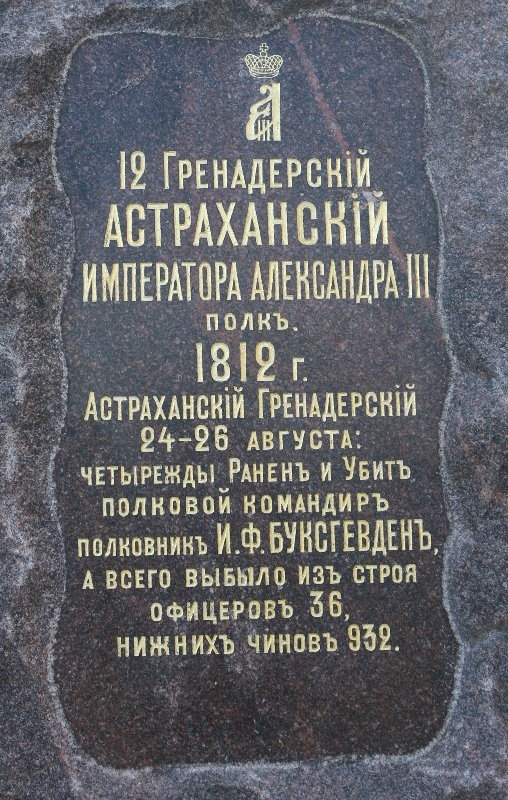 12 Гренадерскій
АСТРАХАНСКІЙ
ИМПЕРАТОРА АЛЕКСАНДРА III
ПОЛКЪ.
1812 г.
Астраханскій Гренадерскій
24-26 АВГУСТА:
ЧЕТЫРЕЖДЫ РАНЕНЪ И УБИТЪ
ПОЛКОВОЙ КОМАНДИРЪ
ПОЛКОВНИКЪ И.Ф.БУКСГЕВДЕНЪ,
А ВСЕГО ВЫБЫЛО ИЗЪ СТРОЯ
ОФИЦЕРОВЪ 36,
НИЖНИХЪ ЧИНОВЪ 932.